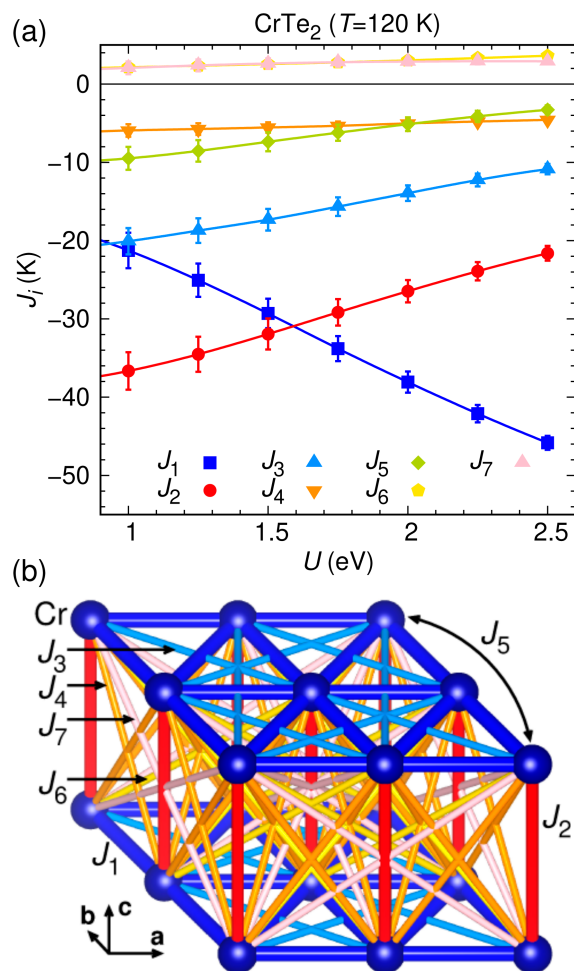 (a) CrTe₂ (T=120 K)
0
−10
−20
−30
−40
−50
Jᵢ (K)
J₁ J₃ J₅ J₇
J₂ J₄ J₆
1 1.5 2 2.5
U (eV)
(b)
Cr
J₅
J₃
J₄
J₇
J₆
J₂
J₁
c
b
a